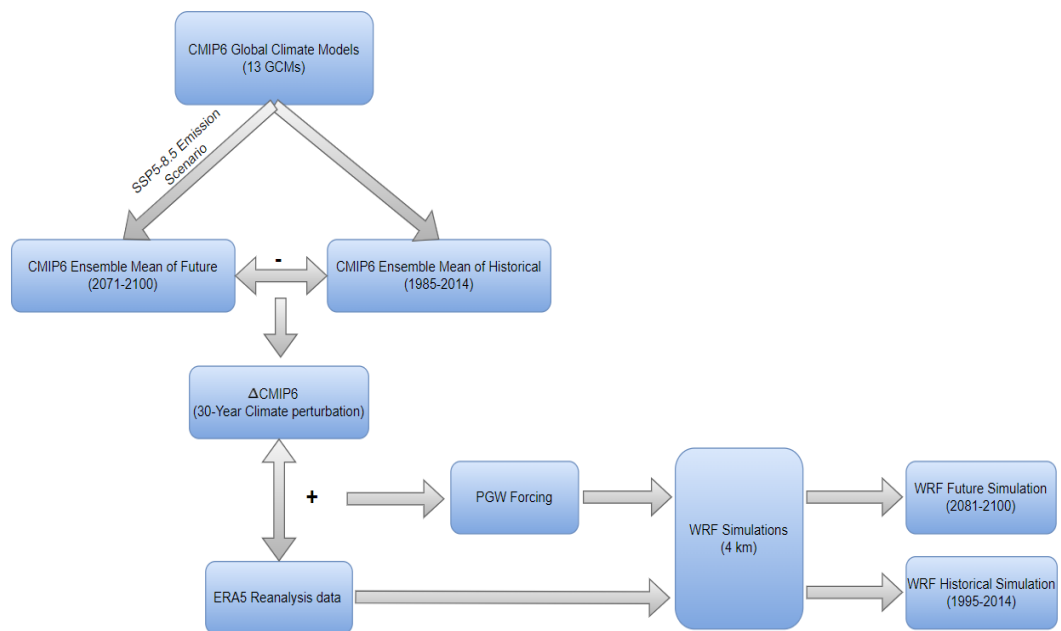 CMIP6 Global Climate Models
(13 GCMs)
SSP5-8.5 Emission
Scenario
CMIP6 Ensemble Mean of Future
(2071-2100)
-
CMIP6 Ensemble Mean of Historical
(1985-2014)
ΔCMIP6
(30-Year Climate perturbation)
+
PGW Forcing
WRF Simulations
(4 km)
WRF Future Simulation
(2081-2100)
ERA5 Reanalysis data
WRF Historical Simulation
(1995-2014)